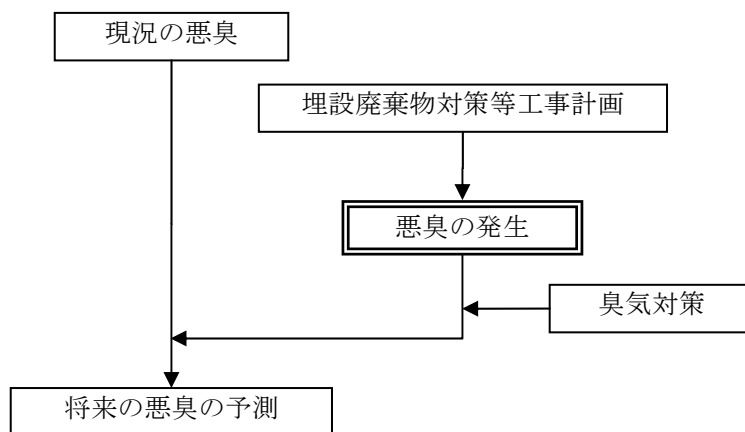 現況の悪臭
埋設廃棄物対策等工事計画
悪臭の発生
臭気対策
将来の悪臭の予測